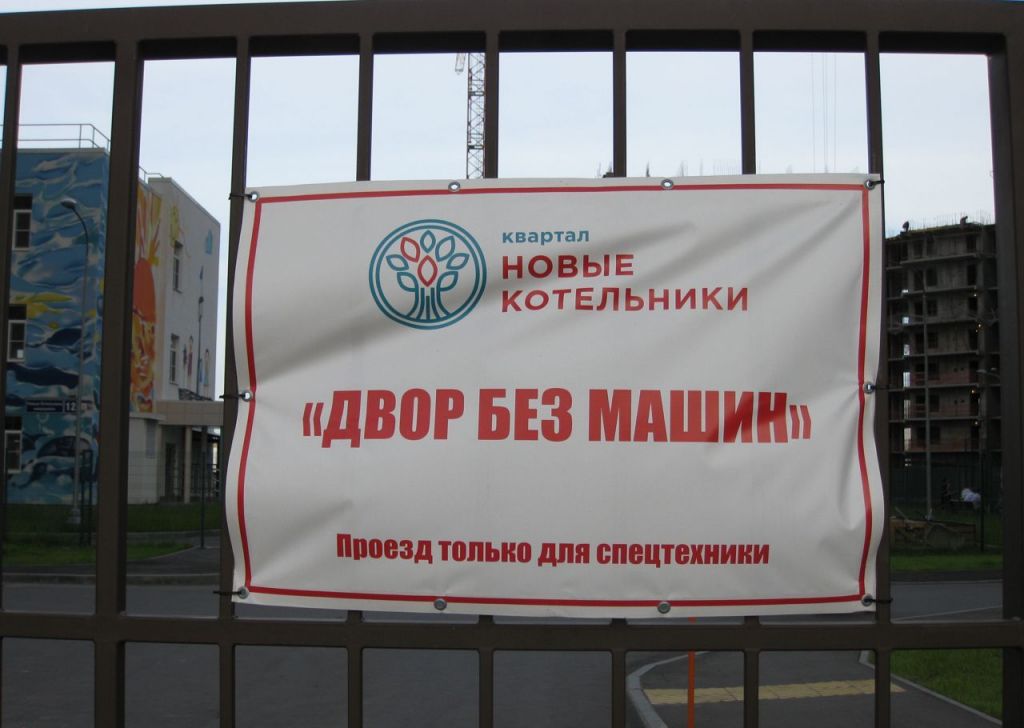 квартал
НОВЫЕ
КОТЕЛЬНИКИ
«ДВОР БЕЗ МАШИН»
Проезд только для спецтехники